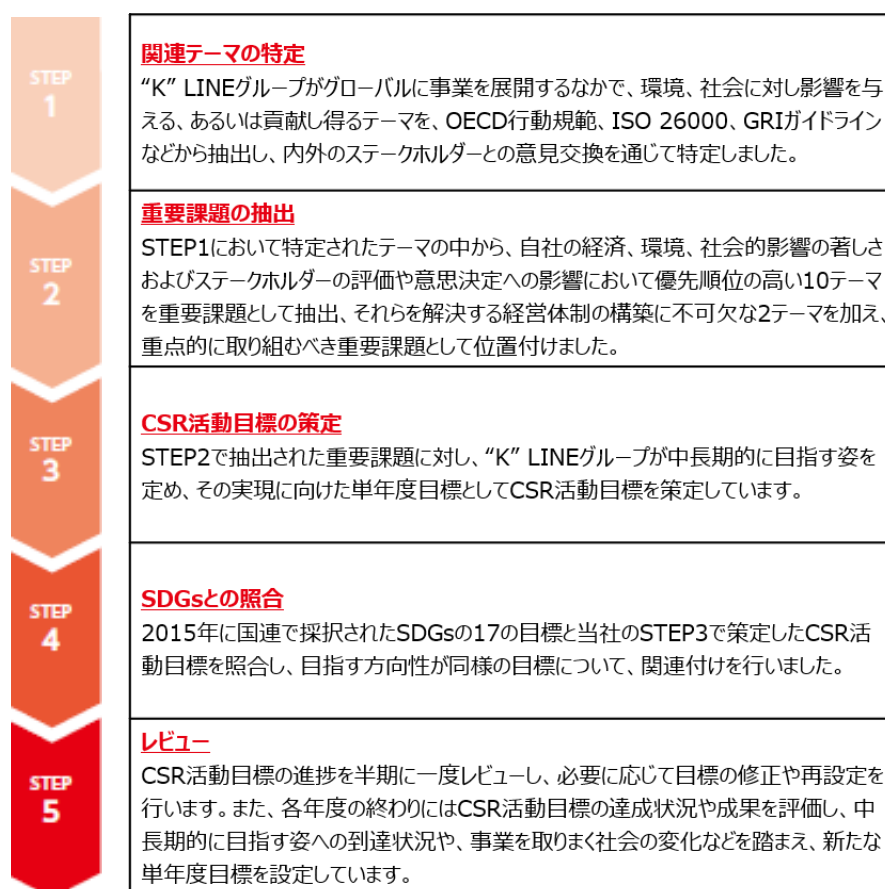 STEP
1
関連テーマの特定
“K” LINEグループがグローバルに事業を展開するなかで、環境、社会に対し影響を与
える、あるいは貢献し得るテーマを、OECD行動規範、ISO 26000、GRIガイドライン
などから抽出し、内外のステークホルダーとの意見交換を通じて特定しました。
STEP
2
重要課題の抽出
STEP1において特定されたテーマの中から、自社の経済、環境、社会的影響の著しさ
およびステークホルダーの評価や意思決定への影響において優先順位の高い10テーマ
を重要課題として抽出、それらを解決する経営体制の構築に不可欠な2テーマを加え、
重点的に取り組むべき重要課題として位置付けました。
STEP
3
CSR活動目標の策定
STEP2で抽出された重要課題に対し、“K” LINEグループが中長期的に目指す姿を
定め、その実現に向けた単年度目標としてCSR活動目標を策定しています。
STEP
4
SDGsとの照合
2015年に国連で採択されたSDGsの17の目標と当社のSTEP3で策定したCSR活
動目標を照合し、目指す方向性が同様の目標について、関連付けを行いました。
STEP
5
レビュー
CSR活動目標の進捗を半期に一度レビューし、必要に応じて目標の修正や再設定を
行います。また、各年度の終わりにはCSR活動目標の達成状況や成果を評価し、中
長期的に目指す姿への到達状況や、事業を取りまく社会の変化などを踏まえ、新たな
単年度目標を設定しています。